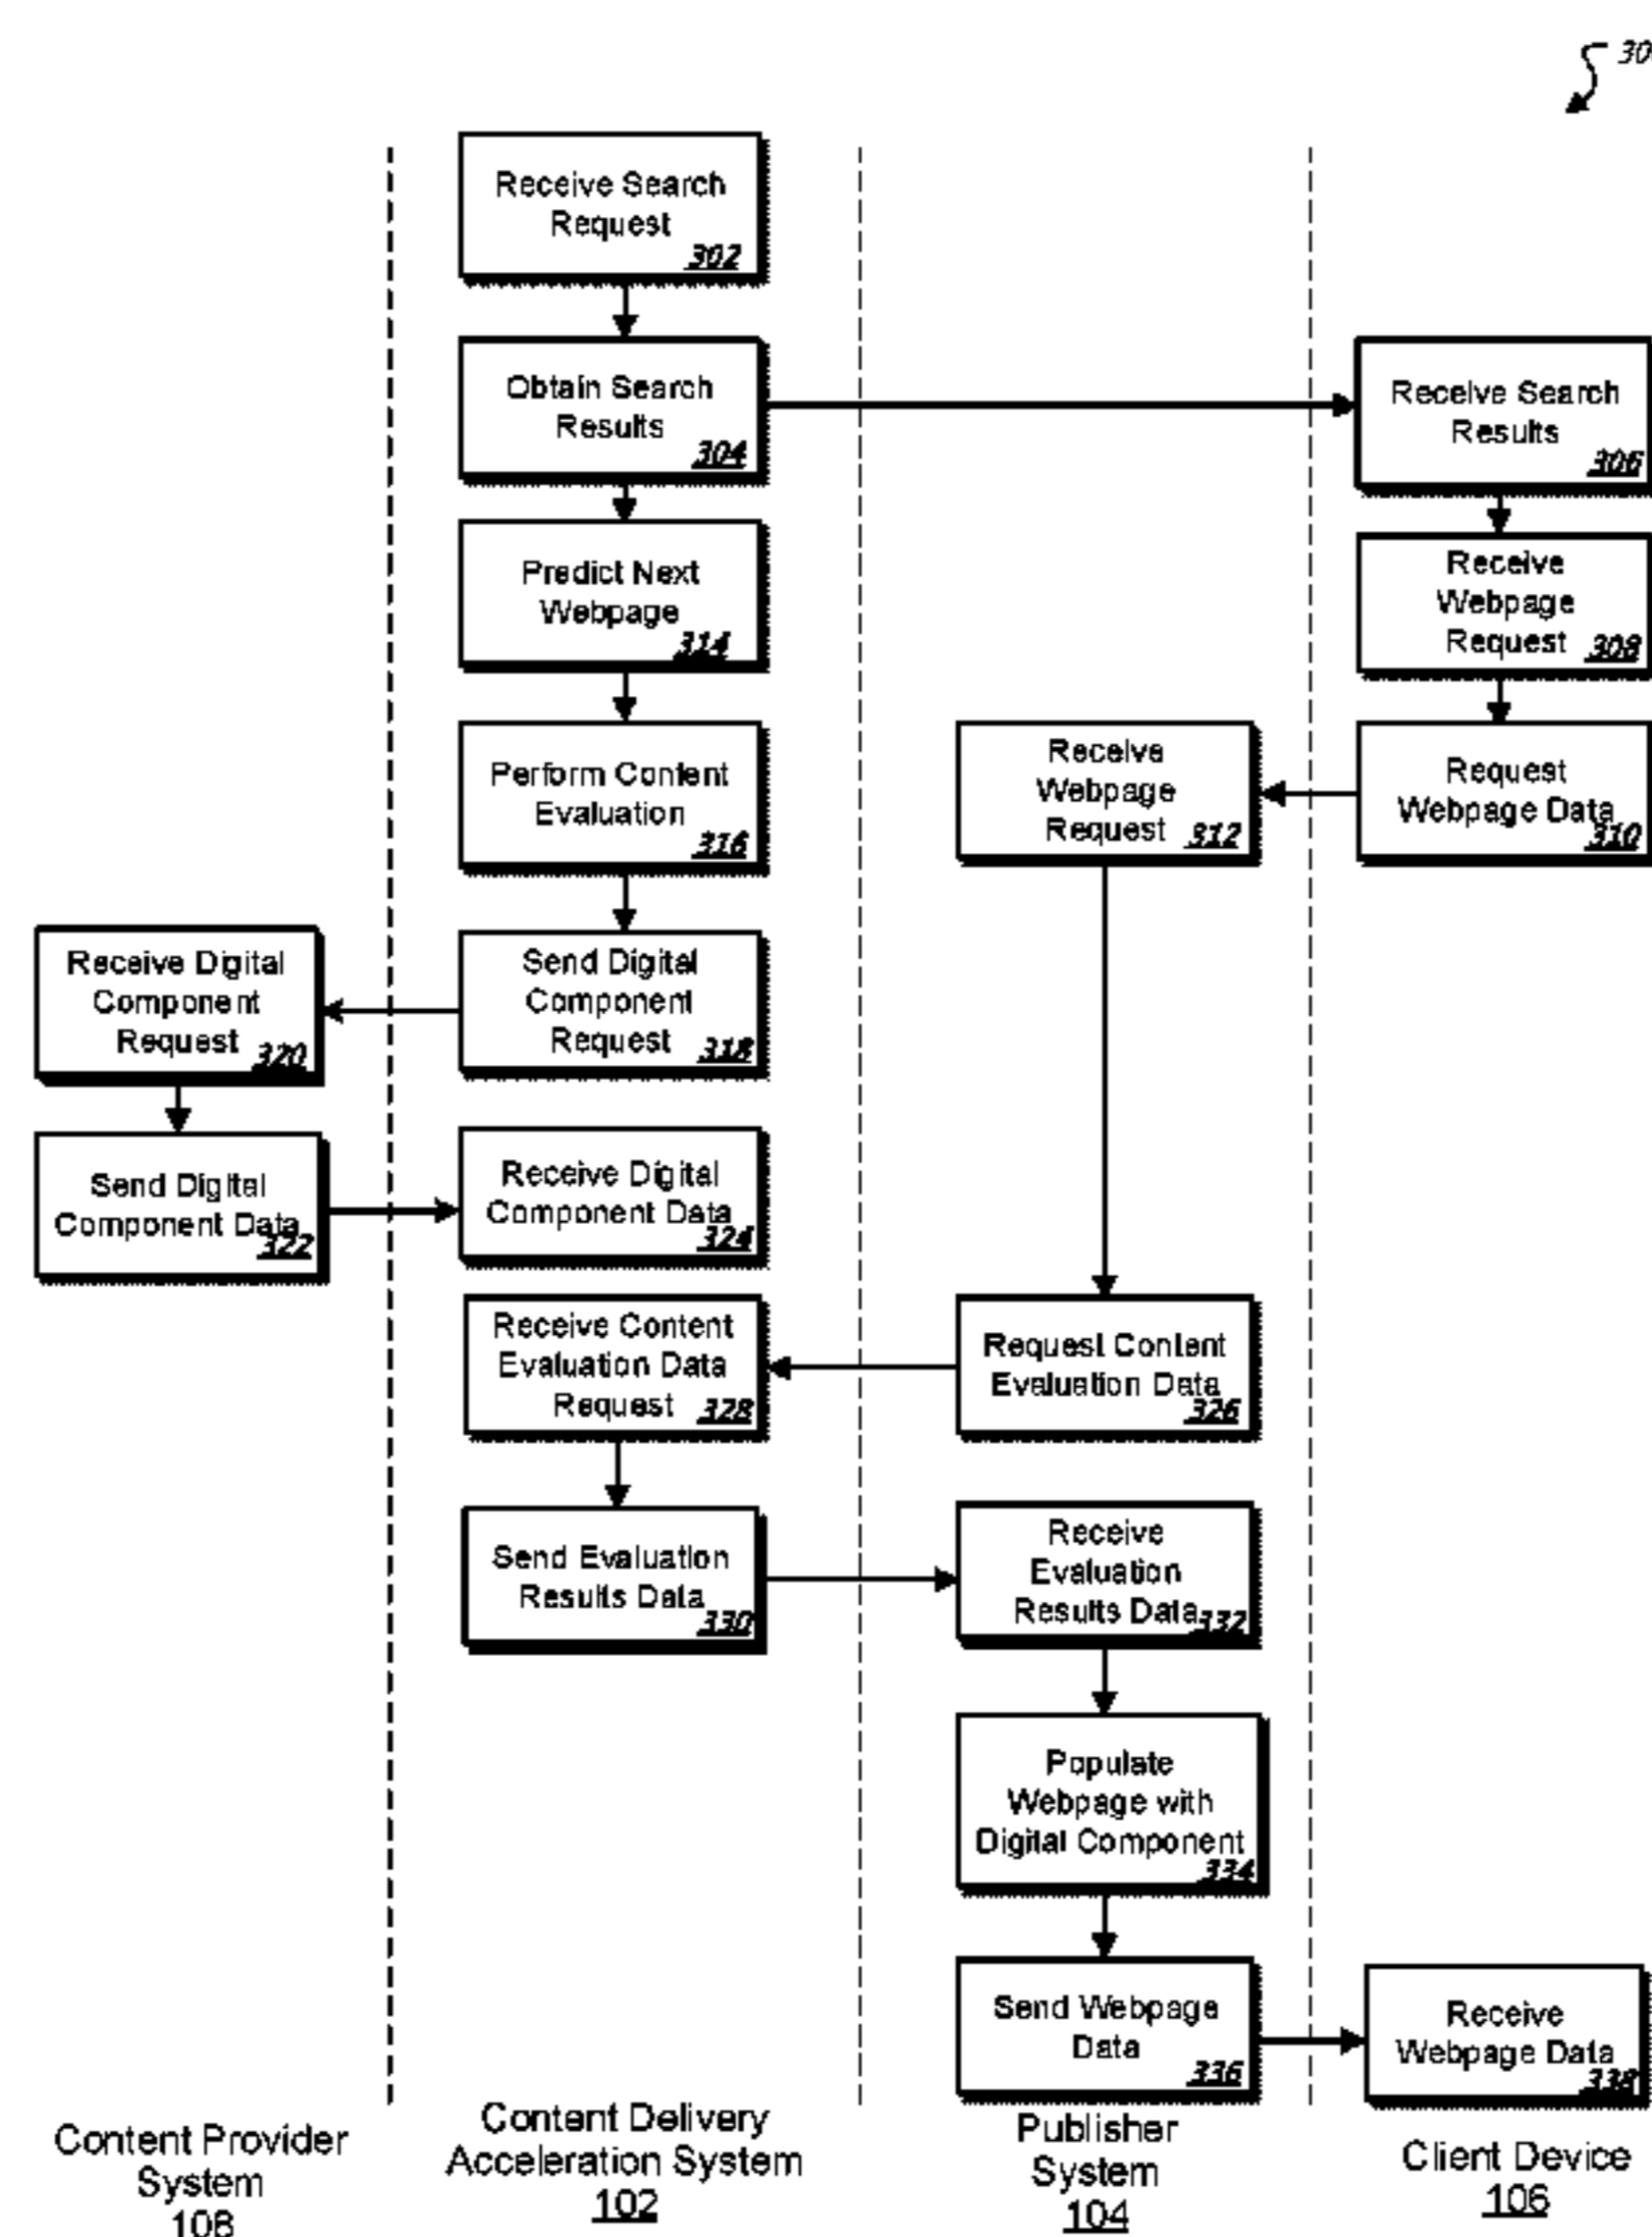 30
Receive Search
Request
302
Obtain Search
Results
304
Receive Search
Results
306
Predict Next
Webpage
314
Receive
Webpage
Request 308
Perform Content
Evaluation
316
Receive
Webpage
Request 312
Request
Webpage Data
310
Receive Digital
Component
Request 320
Send Digital
Component
Request 318
Send Digital
Component Data
322
Receive Digital
Component Data
324
Receive Content
Evaluation Data
Request 328
Request Content
Evaluation Data
326
Send Evaluation
Results Data
330
Receive
Evaluation
Results Data 332
Populate
Webpage with
Digital Component
334
Send Webpage
Data
336
Receive
Webpage Data
338
Content Provider
System
108
Content Delivery
Acceleration System
102
Publisher
System
104
Client Device
106